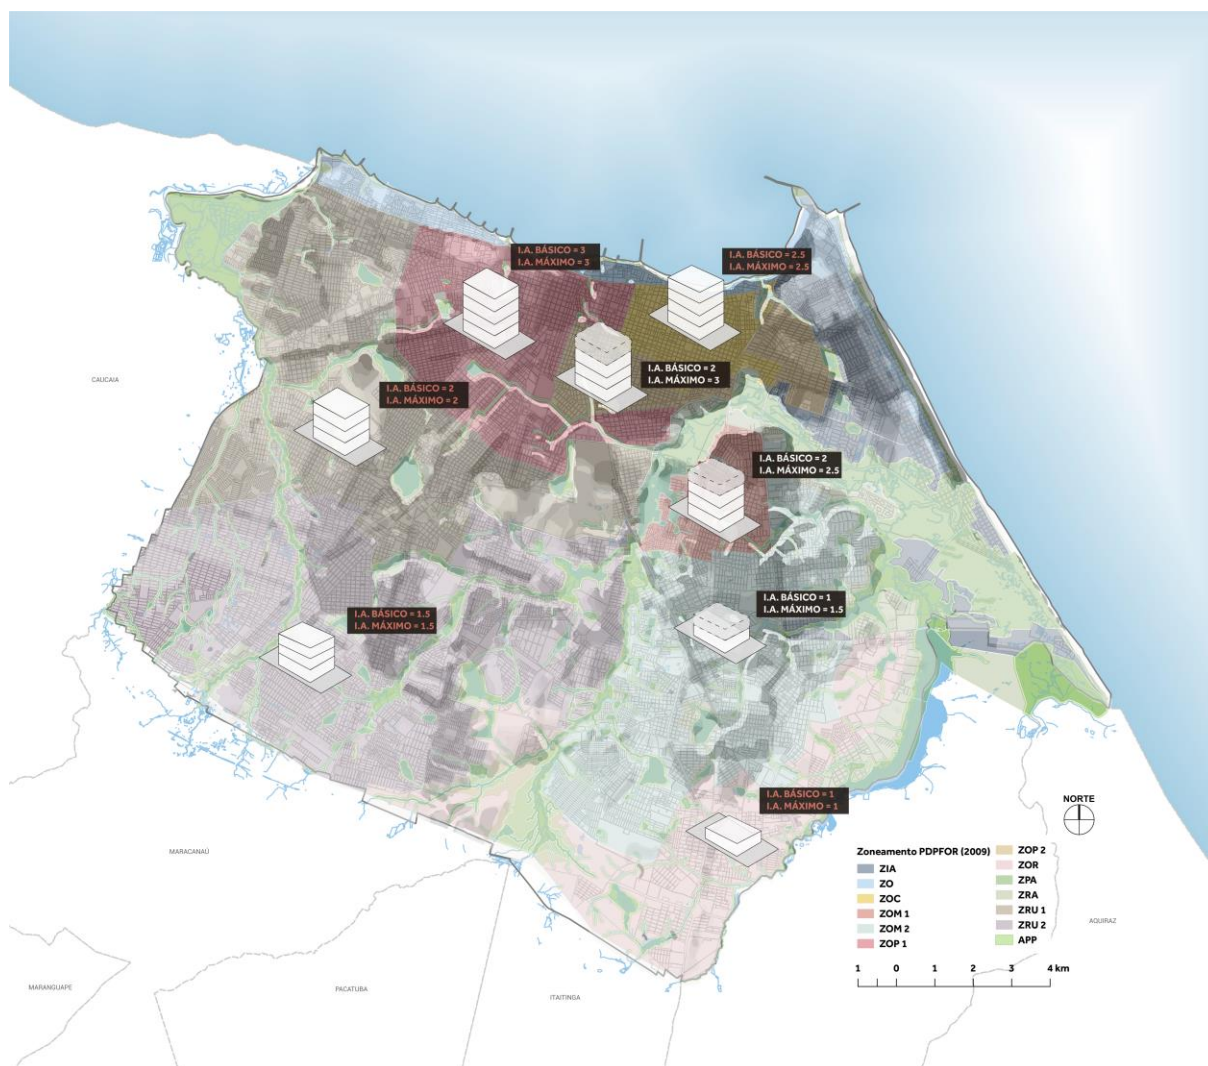 I.A. BÁSICO = 3
I.A. MÁXIMO = 3
I.A. BÁSICO = 2.5
I.A. MÁXIMO = 2.5
I.A. BÁSICO = 2
I.A. MÁXIMO = 3
CAUCAIA
I.A. BÁSICO = 2
I.A. MÁXIMO = 2
I.A. BÁSICO = 2
I.A. MÁXIMO = 2.5
I.A. BÁSICO = 1
I.A. MÁXIMO = 1.5
I.A. BÁSICO = 1.5
I.A. MÁXIMO = 1.5
I.A. BÁSICO = 1
I.A. MÁXIMO = 1
NORTE
MARACANAÚ
Zoneamento PDPFOR (2009)
ZIA
ZO
ZOC
ZOM 1
ZOM 2
ZOP 1
ZOP 2
ZOR
ZPA
ZRA
ZRU 1
ZRU 2
APP
AQUIRAZ
1 0 1 2 3 4 km
MARANGUAPE
PACATUBA
ITAITINGA